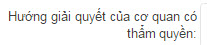 Hướng giải quyết của cơ quan có
thẩm quyền: